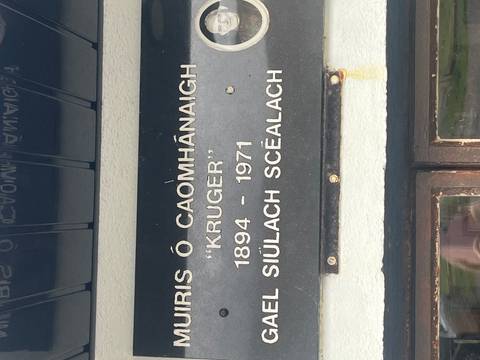 MUIRIS Ó CAOMHÁNAIGH
"KRUGER"
1894 - 1971
GAEL SIÚLACH SCÉALACH